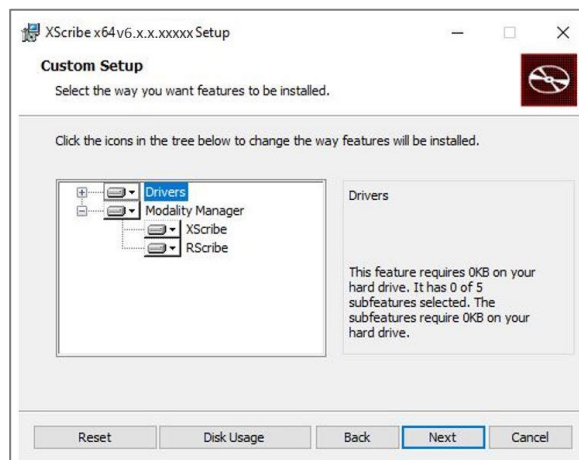 XScribe x64 v6.x.x.xxxxx Setup
Custom Setup
Select the way you want features to be installed.
Click the icons in the tree below to change the way features will be installed.
Drivers
Modality Manager
XScribe
RScribe
Drivers
This feature requires 0KB on your
hard drive. It has 0 of 5
subfeatures selected. The
subfeatures require 0KB on your
hard drive.
Reset Disk Usage Back Next Cancel